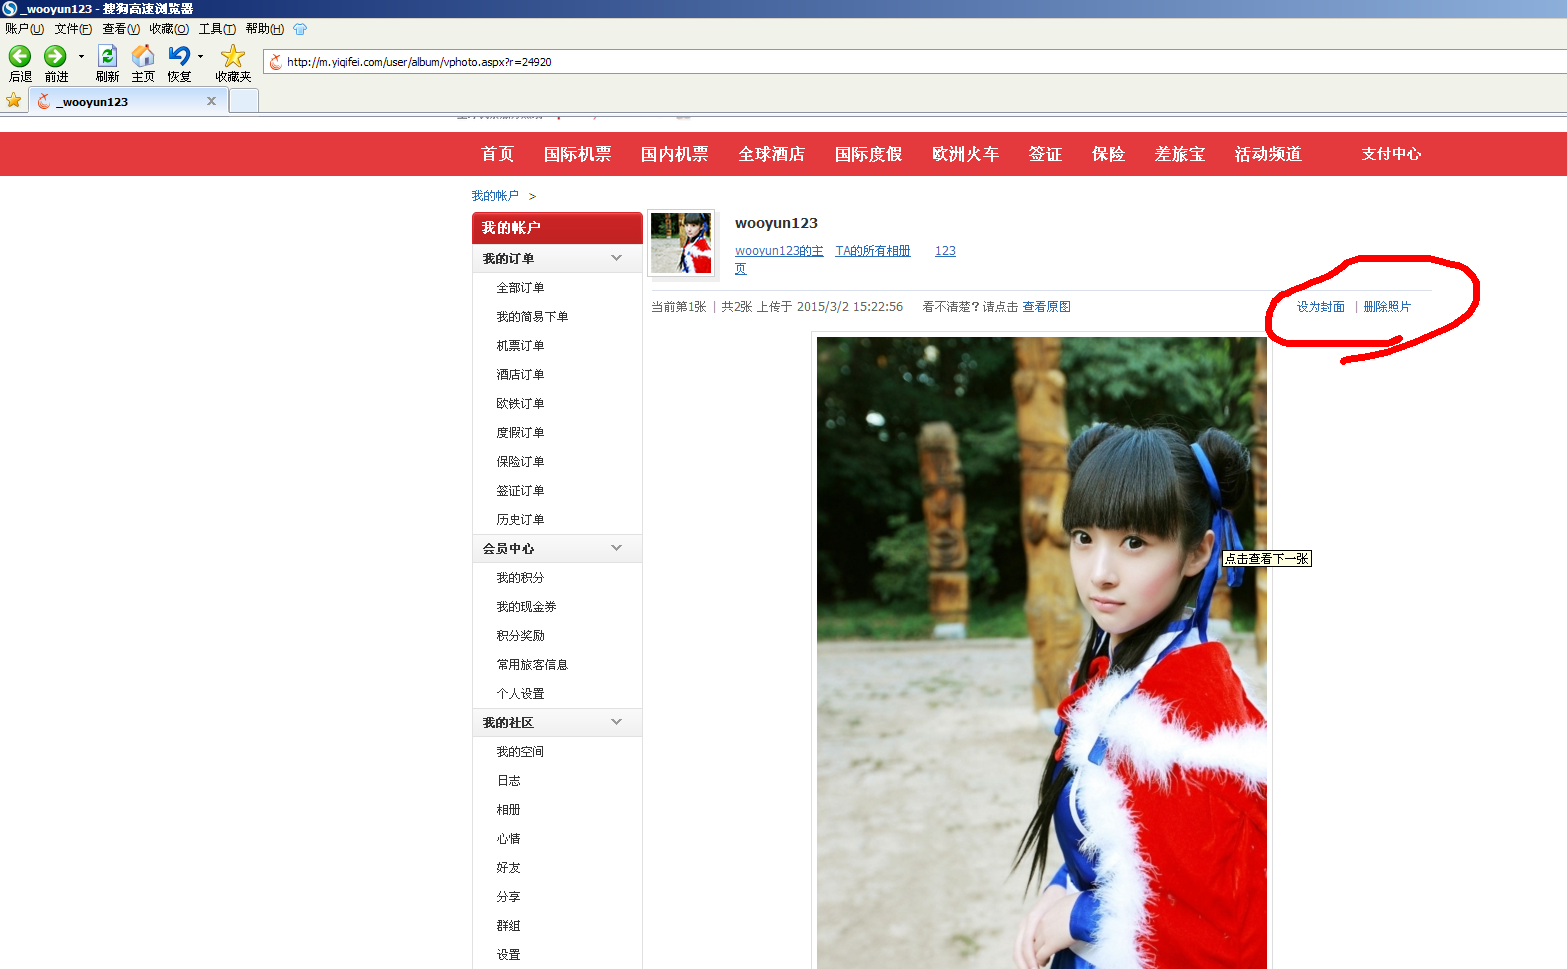 _wooyun123 - 搜狗高速浏览器
账户(U) 文件(F) 查看(V) 收藏(O) 工具(T) 帮助(H)
后退 前进 刷新 主页 恢复 收藏夹
http://m.yiqifei.com/user/album/vphoto.aspx?r=24920
_wooyun123 x
首页 国际机票 国内机票 全球酒店 国际度假 欧洲火车 签证 保险 差旅宝 活动频道 支付中心
我的帐户 >
我的帐户
我的订单
全部订单
我的简易下单
机票订单
酒店订单
欧铁订单
度假订单
保险订单
签证订单
历史订单
会员中心
我的积分
我的现金券
积分奖励
常用旅客信息
个人设置
我的社区
我的空间
日志
相册
心情
好友
分享
群组
设置
wooyun123
wooyun123的主 TA的所有相册 123
页
当前第1张 | 共2张 上传于 2015/3/2 15:22:56 看不清楚？请点击 查看原图 设为封面 | 删除照片
点击查看下一张